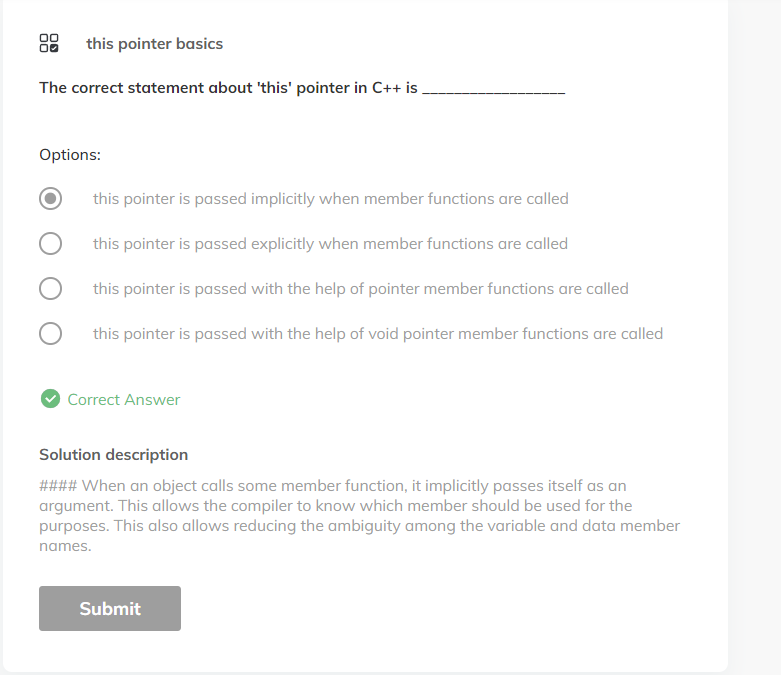 this pointer basics
The correct statement about 'this' pointer in C++ is __________________
Options:
this pointer is passed implicitly when member functions are called
this pointer is passed explicitly when member functions are called
this pointer is passed with the help of pointer member functions are called
this pointer is passed with the help of void pointer member functions are called
Correct Answer
Solution description
#### When an object calls some member function, it implicitly passes itself as an
argument. This allows the compiler to know which member should be used for the
purposes. This also allows reducing the ambiguity among the variable and data member
names.
Submit